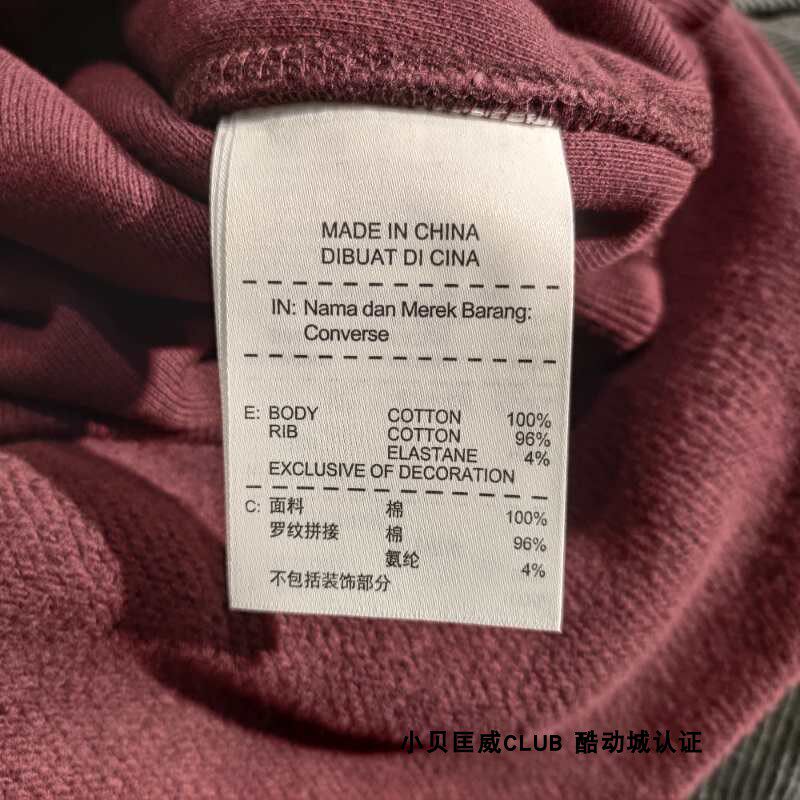 MADE IN CHINA
DIBUAT DI CINA
IN: Nama dan Merek Barang:
Converse
E: BODY COTTON 100%
RIB COTTON 96%
ELASTANE 4%
EXCLUSIVE OF DECORATION
C: 面料 棉 100%
罗纹拼接 棉 96%
氨纶 4%
不包括装饰部分
小贝匡威CLUB 酷动城认证